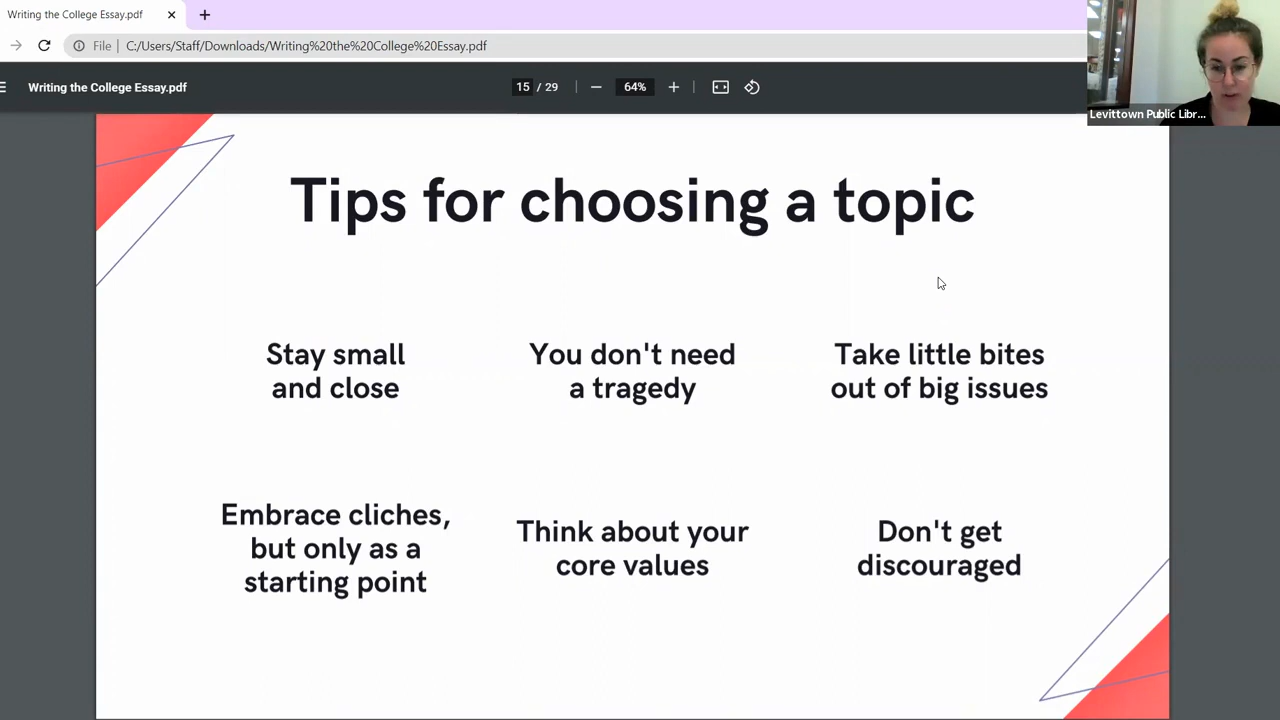 Writing the College Essay.pdf
File
C:/Users/Staff/Downloads/Writing%20the%20College%20Essay.pdf
Writing the College Essay.pdf
15 / 29
64%
Levittown Public Libr...
Tips for choosing a topic
Stay small
and close
You don't need
a tragedy
Take little bites
out of big issues
Embrace cliches,
but only as a
starting point
Think about your
core values
Don't get
discouraged